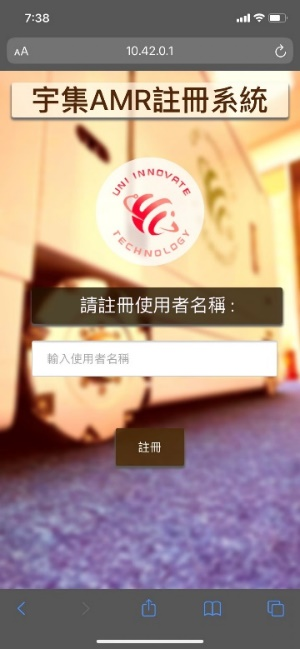 7:38
AA
10.42.0.1
宇集AMR註冊系統
UNI INNOVATE
TECHNOLOGY
請註冊使用者名稱 :
輸入使用者名稱
註冊